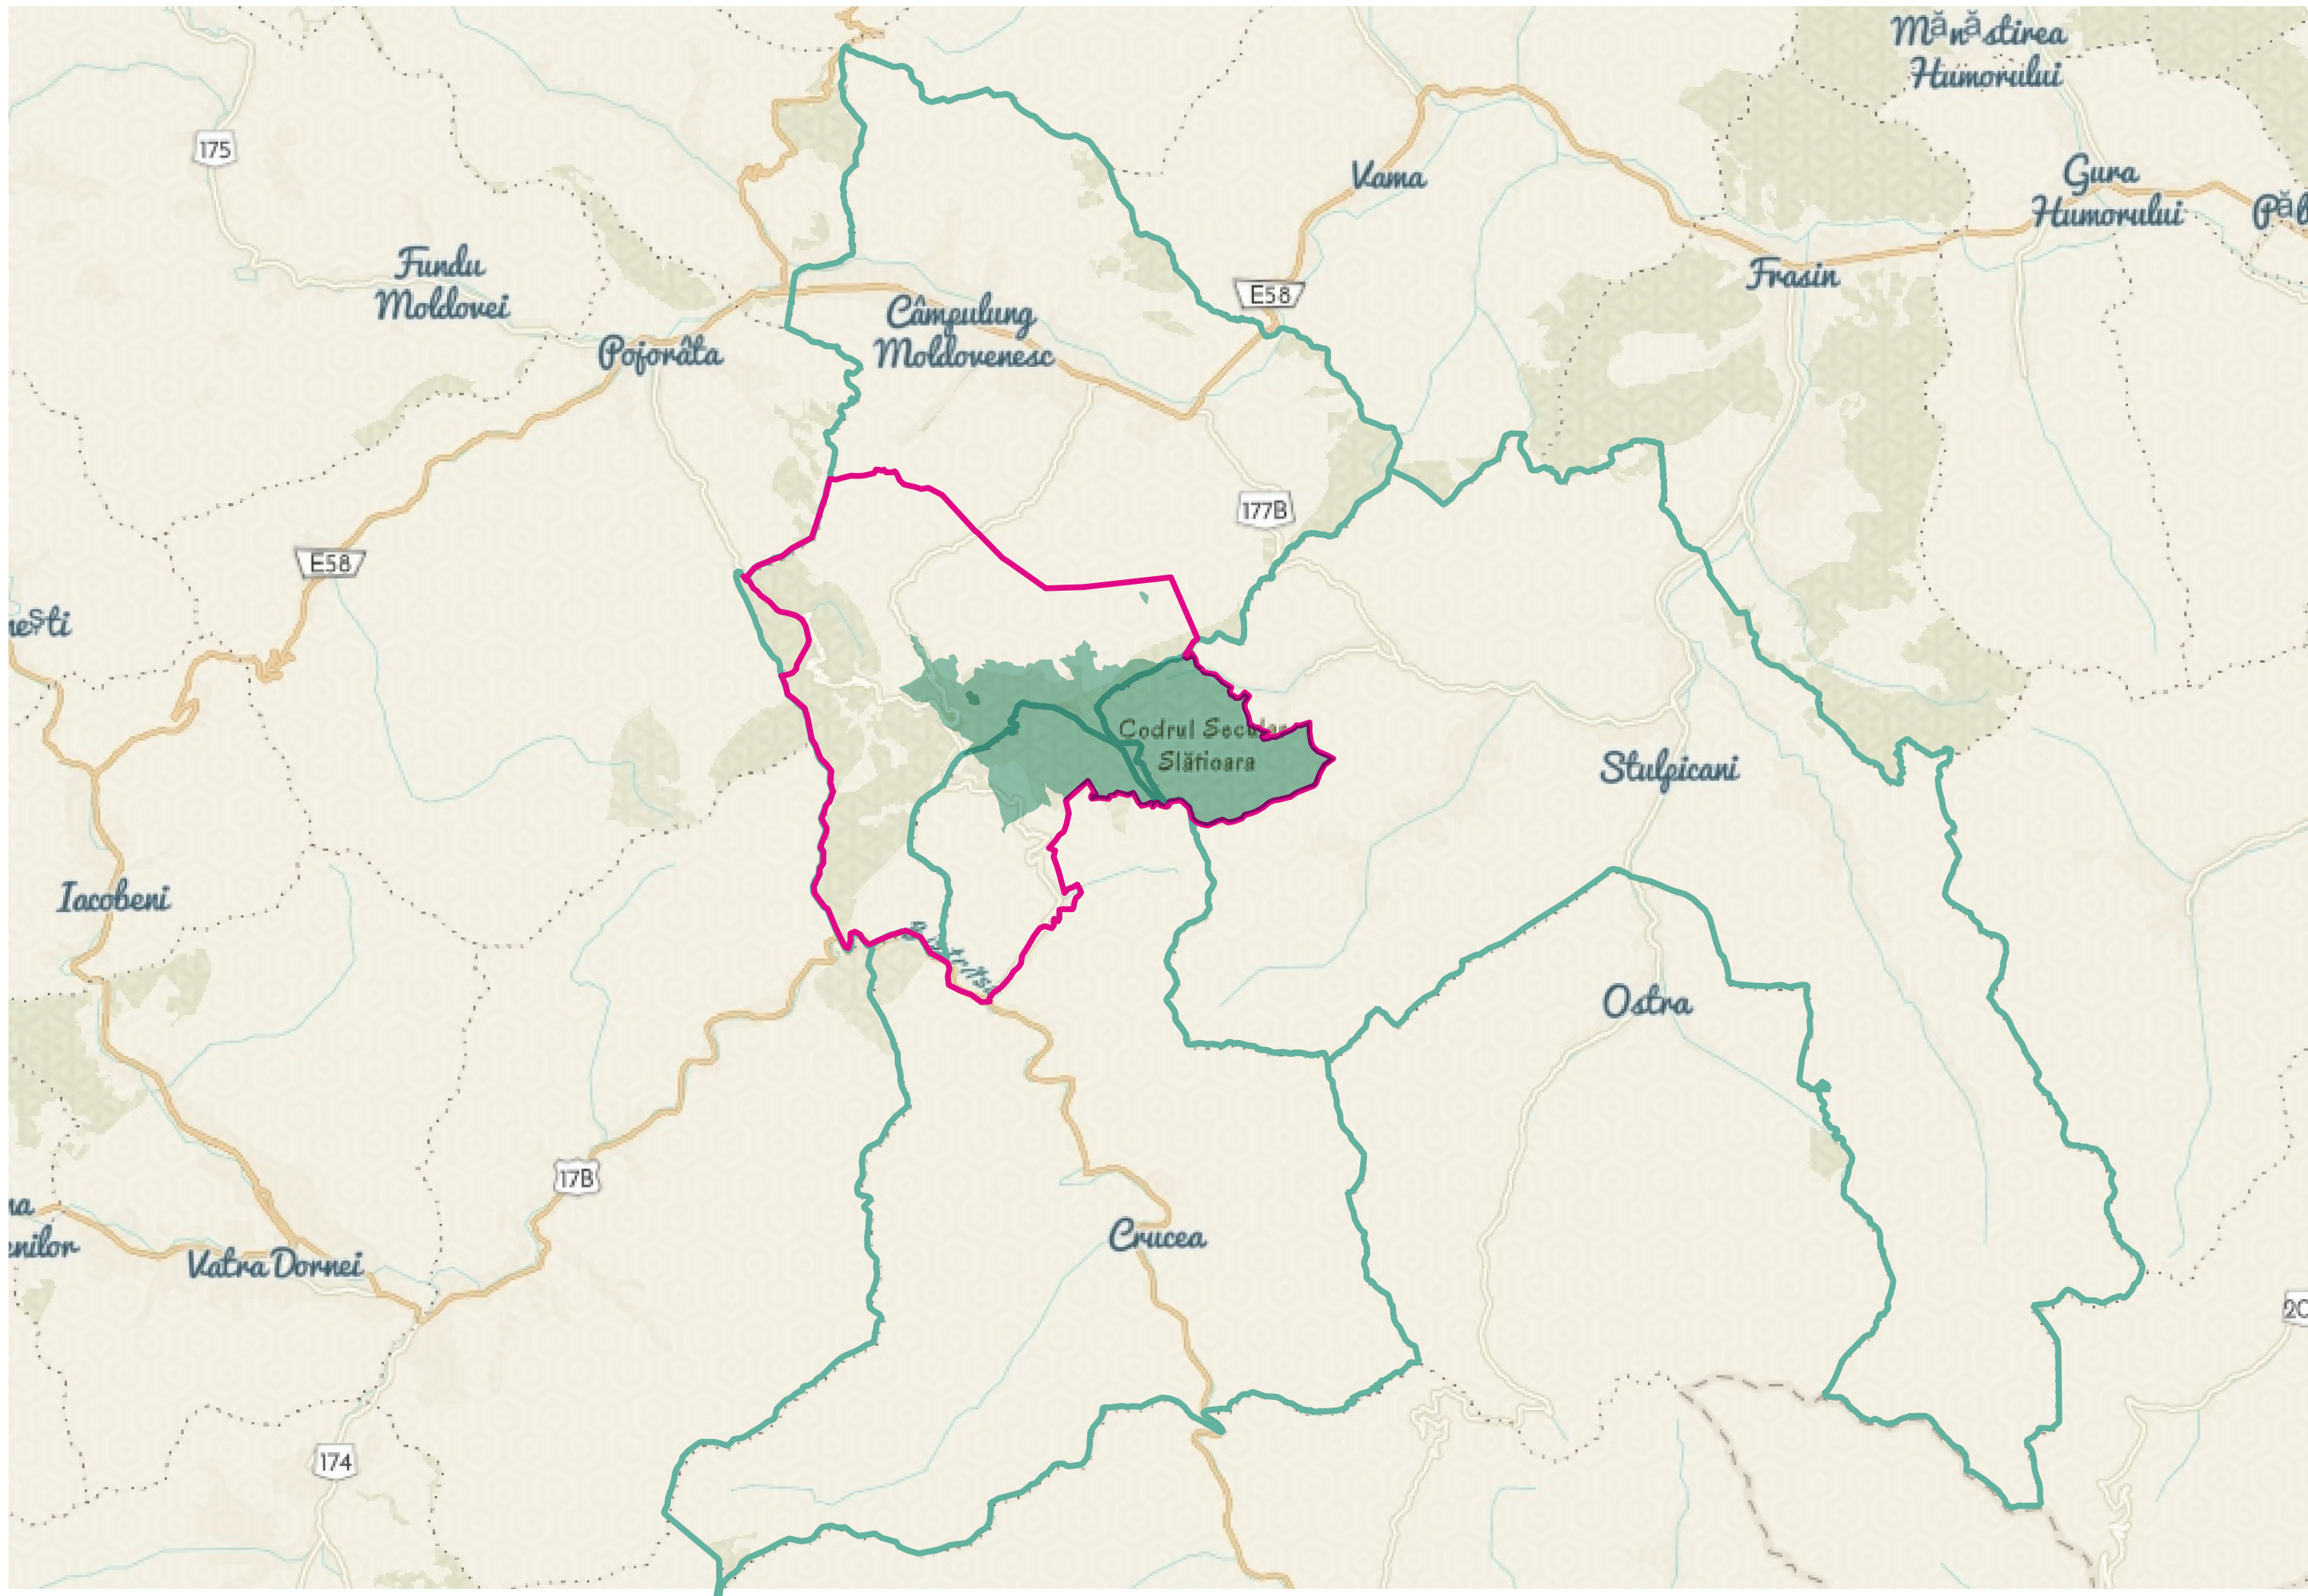 Mănăstirea
Humorului
175
Vama
Gura
Humorului
Fundu
Moldovei
Frasin
E58
Câmpulung
Moldovenesc
Pojorâta
177B
E58
Codrul Secular
Slătioara
Stulpicani
Iacobeni
Ostra
17B
Crucea
Vatra Dornei
174